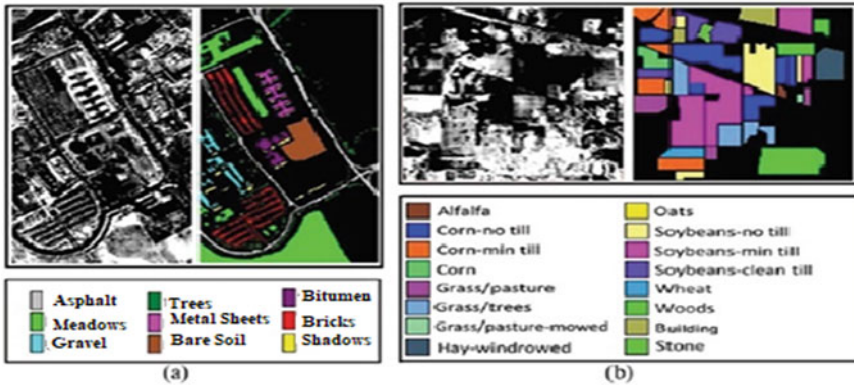 Asphalt Trees Bitumen
Meadows Metal Sheets Bricks
Gravel Bare Soil Shadows
(a)
Alfalfa Oats
Corn-no till Soybeans-no till
Corn-min till Soybeans-min till
Corn Soybeans-clean till
Grass/pasture Wheat
Grass/trees Woods
Grass/pasture-mowed Building
Hay-windrowed Stone
(b)